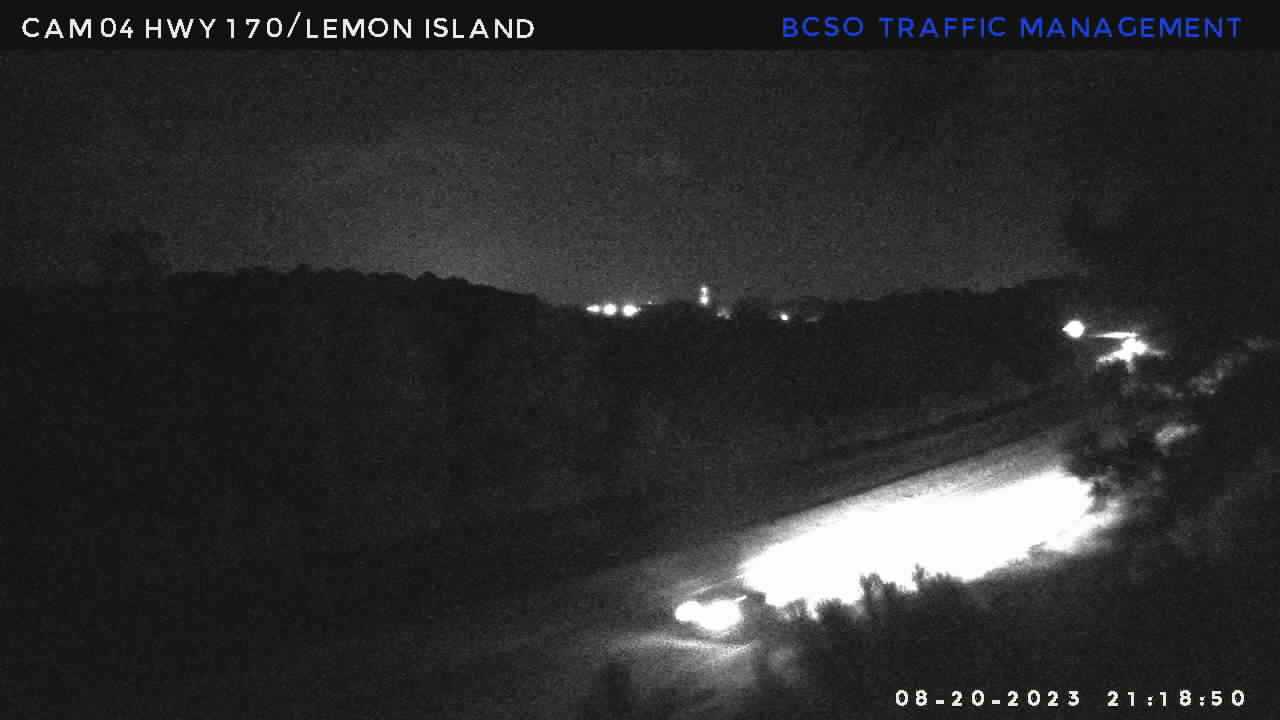 CAM04 HWY 170/LEMON ISLAND
BCSO TRAFFIC MANAGEMENT
08-20-2023 21:18:50